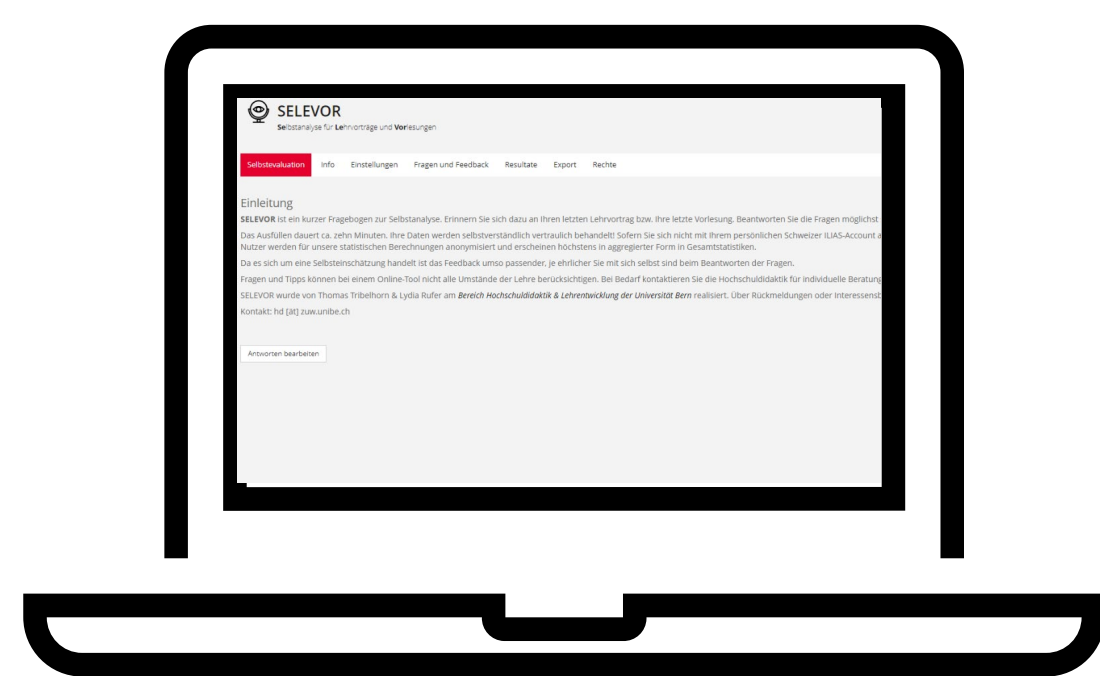 SELEVOR
Selbstanalyse für Lehrvorträge und Vorlesungen
Selbstevaluation Info Einstellungen Fragen und Feedback Resultate Export Rechte
Einleitung
SELEVOR ist ein kurzer Fragebogen zur Selbstanalyse. Erinnern Sie sich dazu an Ihren letzten Lehrvortrag bzw. Ihre letzte Vorlesung. Beantworten Sie die Fragen möglichst
Das Ausfüllen dauert ca. zehn Minuten. Ihre Daten werden selbstverständlich vertraulich behandelt! Sofern Sie sich nicht mit Ihrem persönlichen Schweizer ILIAS-Account a
Nutzer werden für unsere statistischen Berechnungen anonymisiert und erscheinen höchstens in aggregierter Form in Gesamtstatistiken.
Da es sich um eine Selbsteinschätzung handelt ist das Feedback umso passender, je ehrlicher Sie mit sich selbst sind beim Beantworten der Fragen.
Fragen und Tipps können bei einem Online-Tool nicht alle Umstände der Lehre berücksichtigen. Bei Bedarf kontaktieren Sie die Hochschuldidaktik für individuelle Beratung
SELEVOR wurde von Thomas Tribelhorn & Lydia Rufer am Bereich Hochschuldidaktik & Lehrentwicklung der Universität Bern realisiert. Über Rückmeldungen oder Interessensb
Kontakt: hd [ät] zuw.unibe.ch
Antworten bearbeiten